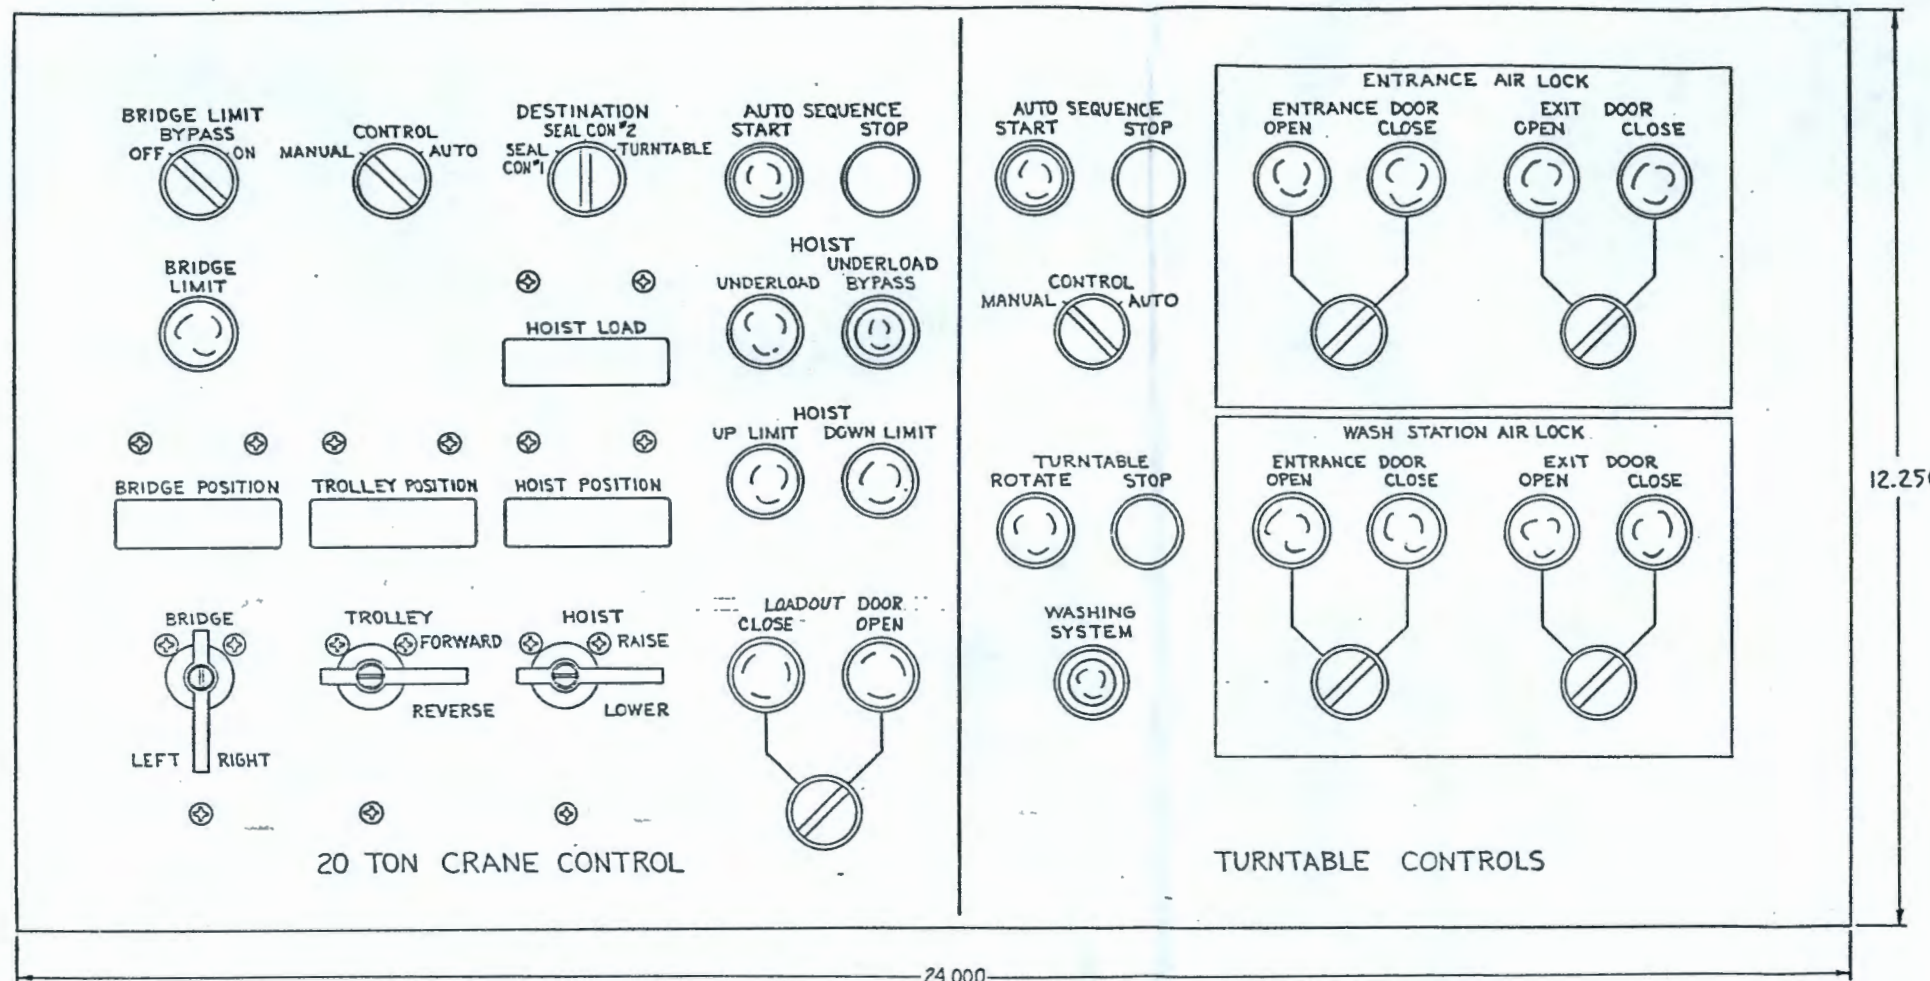 BRIDGE LIMIT
BYPASS
OFF ON
CONTROL
MANUAL AUTO
DESTINATION
SEAL CON #2
SEAL CON #1
TURNTABLE
AUTO SEQUENCE
START STOP
BRIDGE
LIMIT
HOIST LOAD
HOIST
UNDERLOAD
UNDERLOAD
BYPASS
HOIST
UP LIMIT DOWN LIMIT
BRIDGE POSITION
TROLLEY POSITION
HOIST POSITION
BRIDGE
LEFT RIGHT
TROLLEY
FORWARD
REVERSE
HOIST
RAISE
LOWER
LOADOUT DOOR
CLOSE OPEN
20 TON CRANE CONTROL
AUTO SEQUENCE
START STOP
CONTROL
MANUAL AUTO
TURNTABLE
ROTATE STOP
WASHING
SYSTEM
ENTRANCE AIR LOCK
ENTRANCE DOOR EXIT DOOR
OPEN CLOSE OPEN CLOSE
WASH STATION AIR LOCK
ENTRANCE DOOR EXIT DOOR
OPEN CLOSE OPEN CLOSE
TURNTABLE CONTROLS
24.000